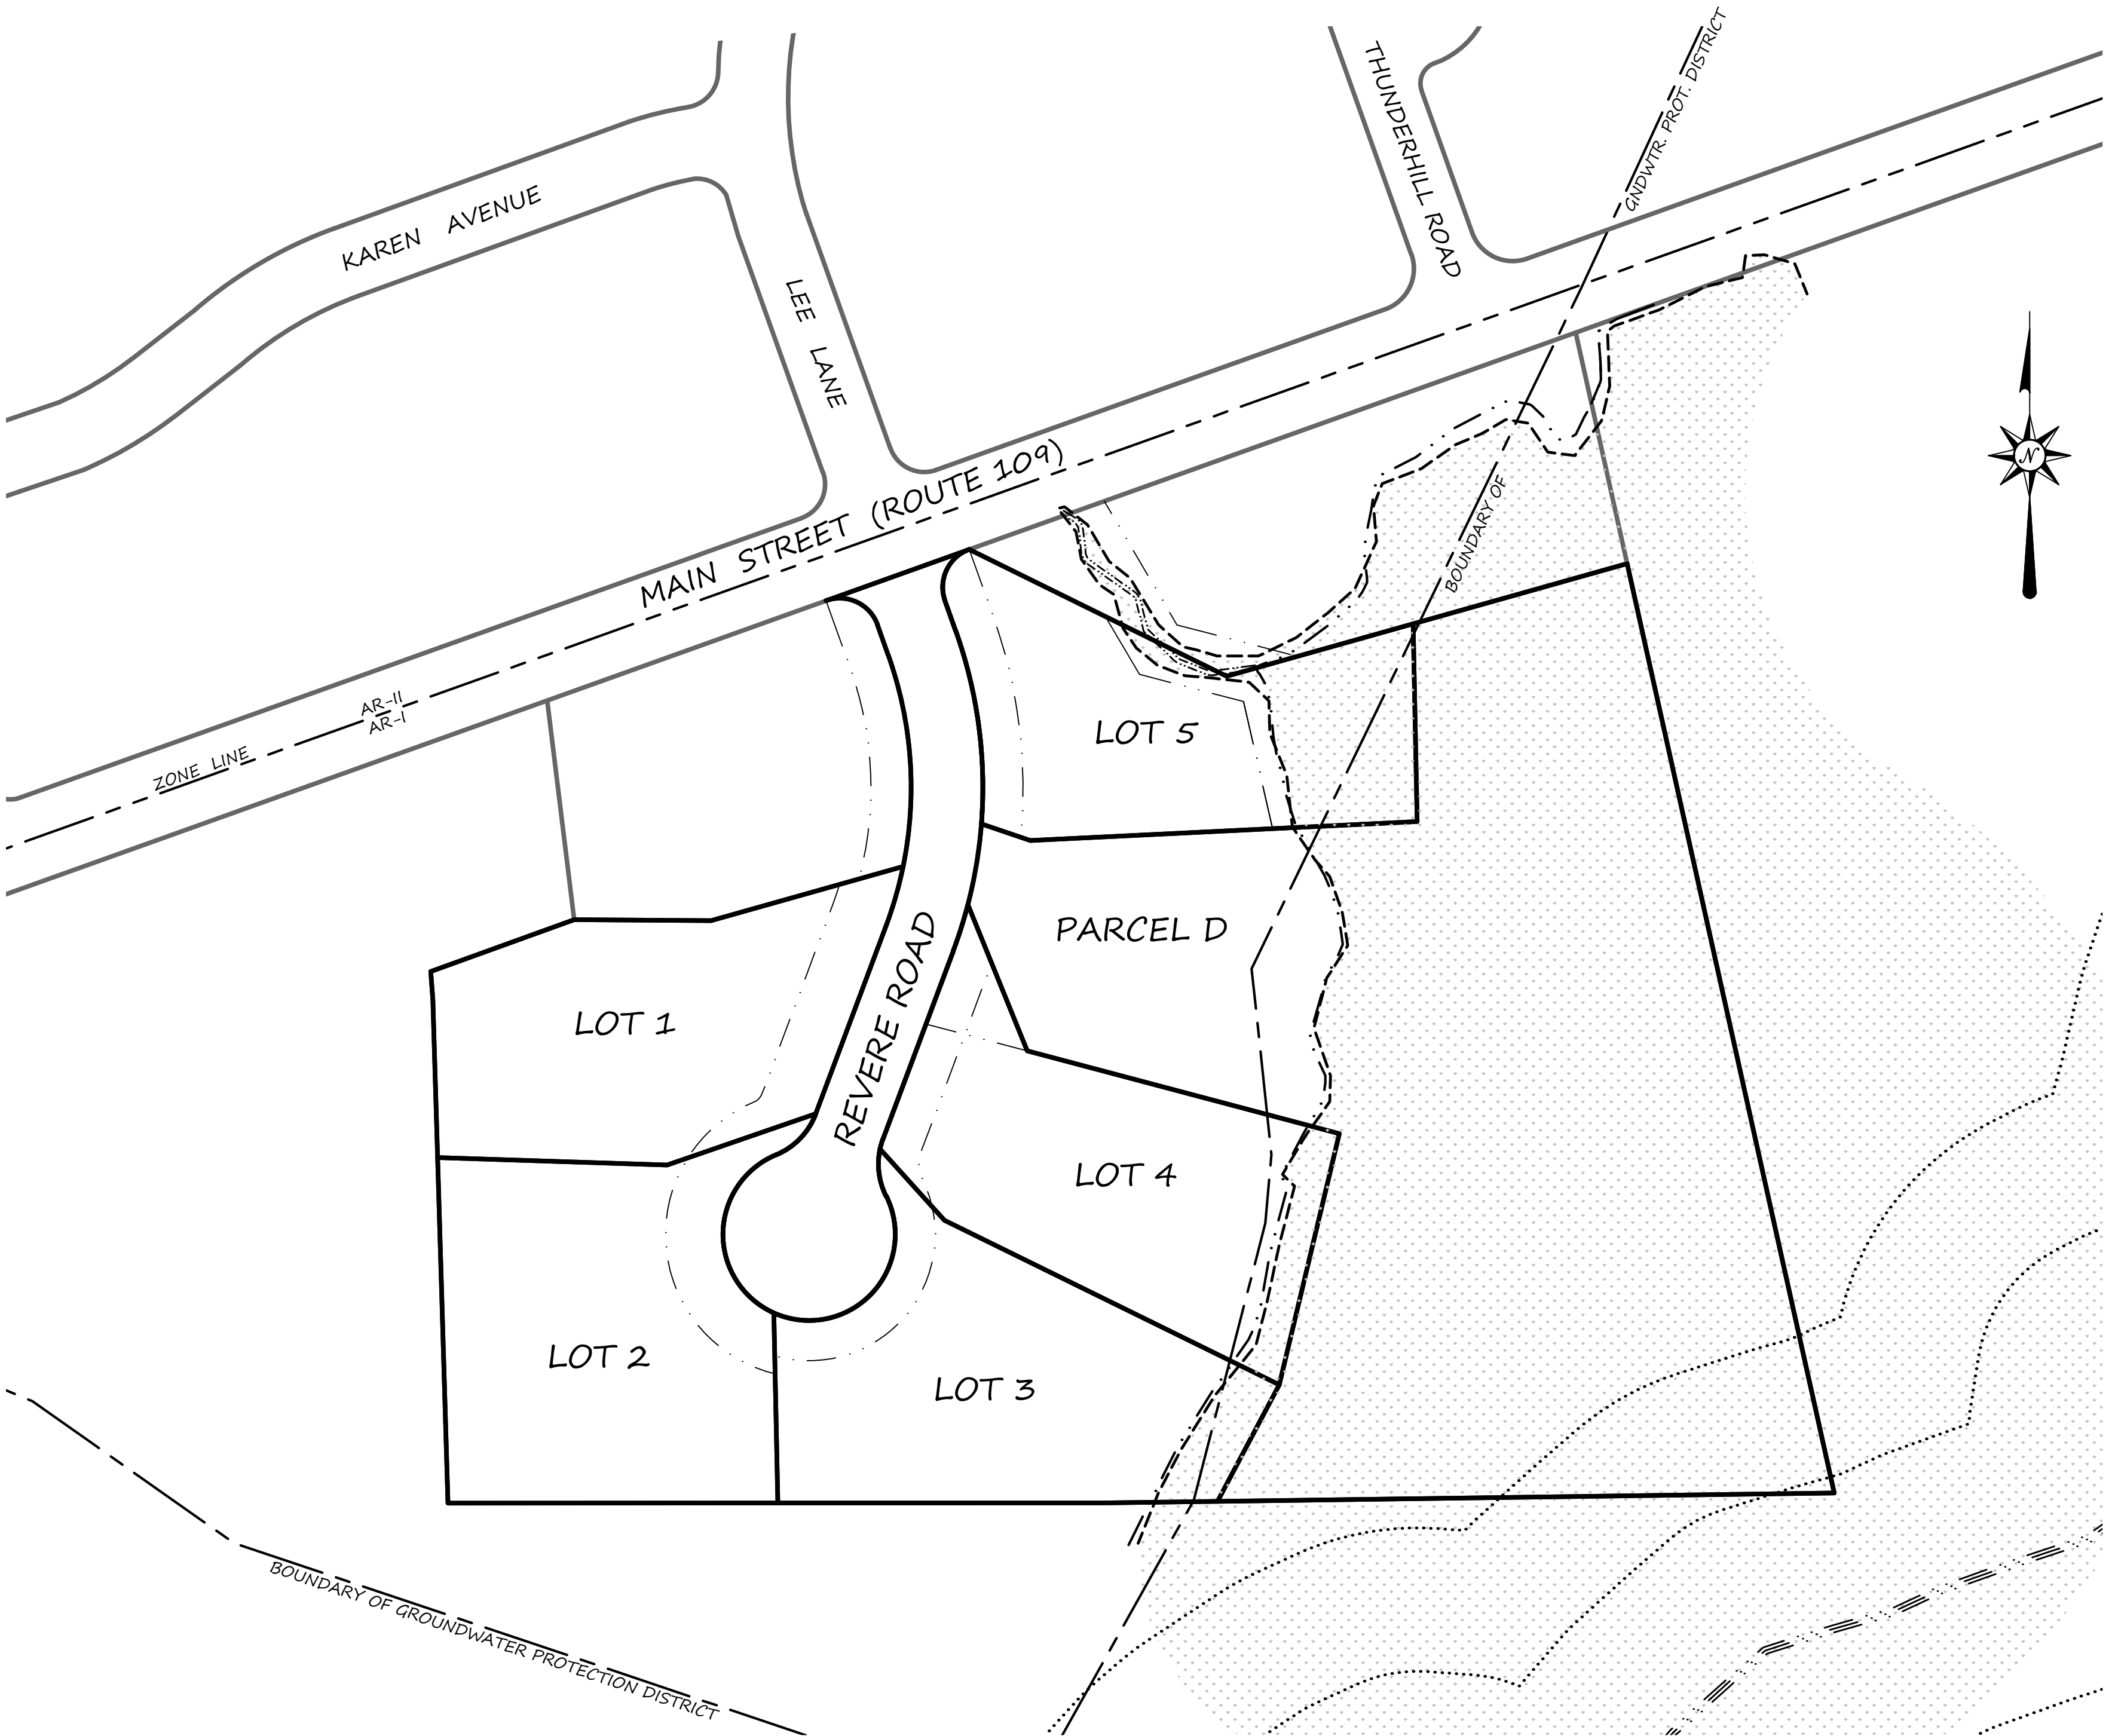 THUNDERHILL ROAD
GNDWTR. PROT. DISTRICT
KAREN AVENUE
LEE LANE
MAIN STREET (ROUTE 109)
BOUNDARY OF
N
AR-II
AR-I
ZONE LINE
LOT 5
PARCEL D
REVERE ROAD
LOT 1
LOT 4
LOT 2
LOT 3
BOUNDARY OF GROUNDWATER PROTECTION DISTRICT